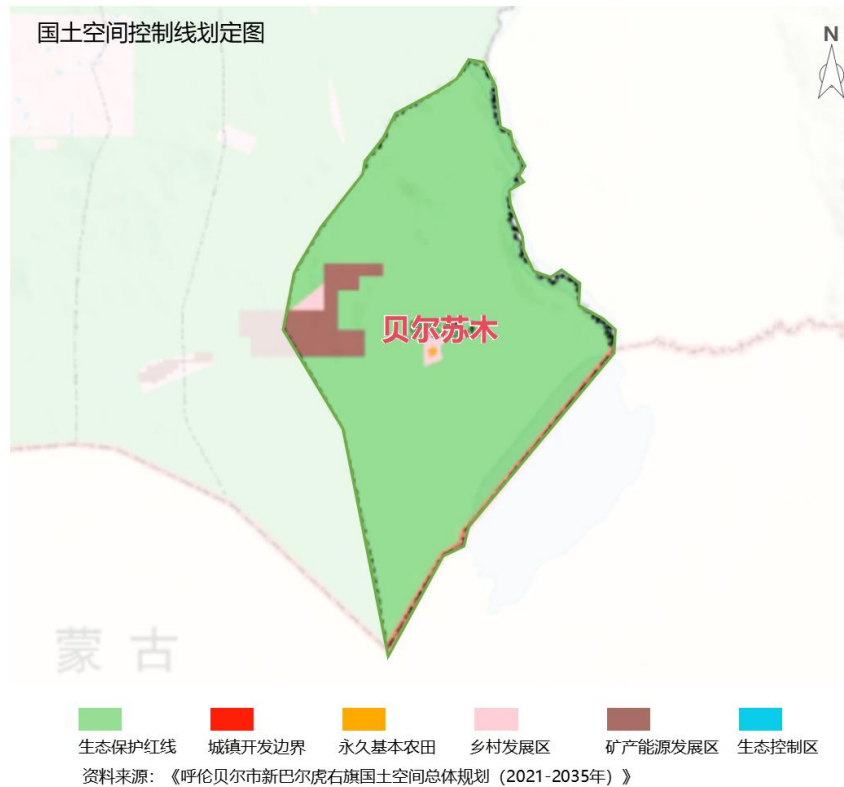 国土空间控制线划定图
N
贝尔苏木
蒙古
生态保护红线
城镇开发边界
永久基本农田
乡村发展区
矿产能源发展区
生态控制区
资料来源：《呼伦贝尔市新巴尔虎右旗国土空间总体规划（2021-2035年）》